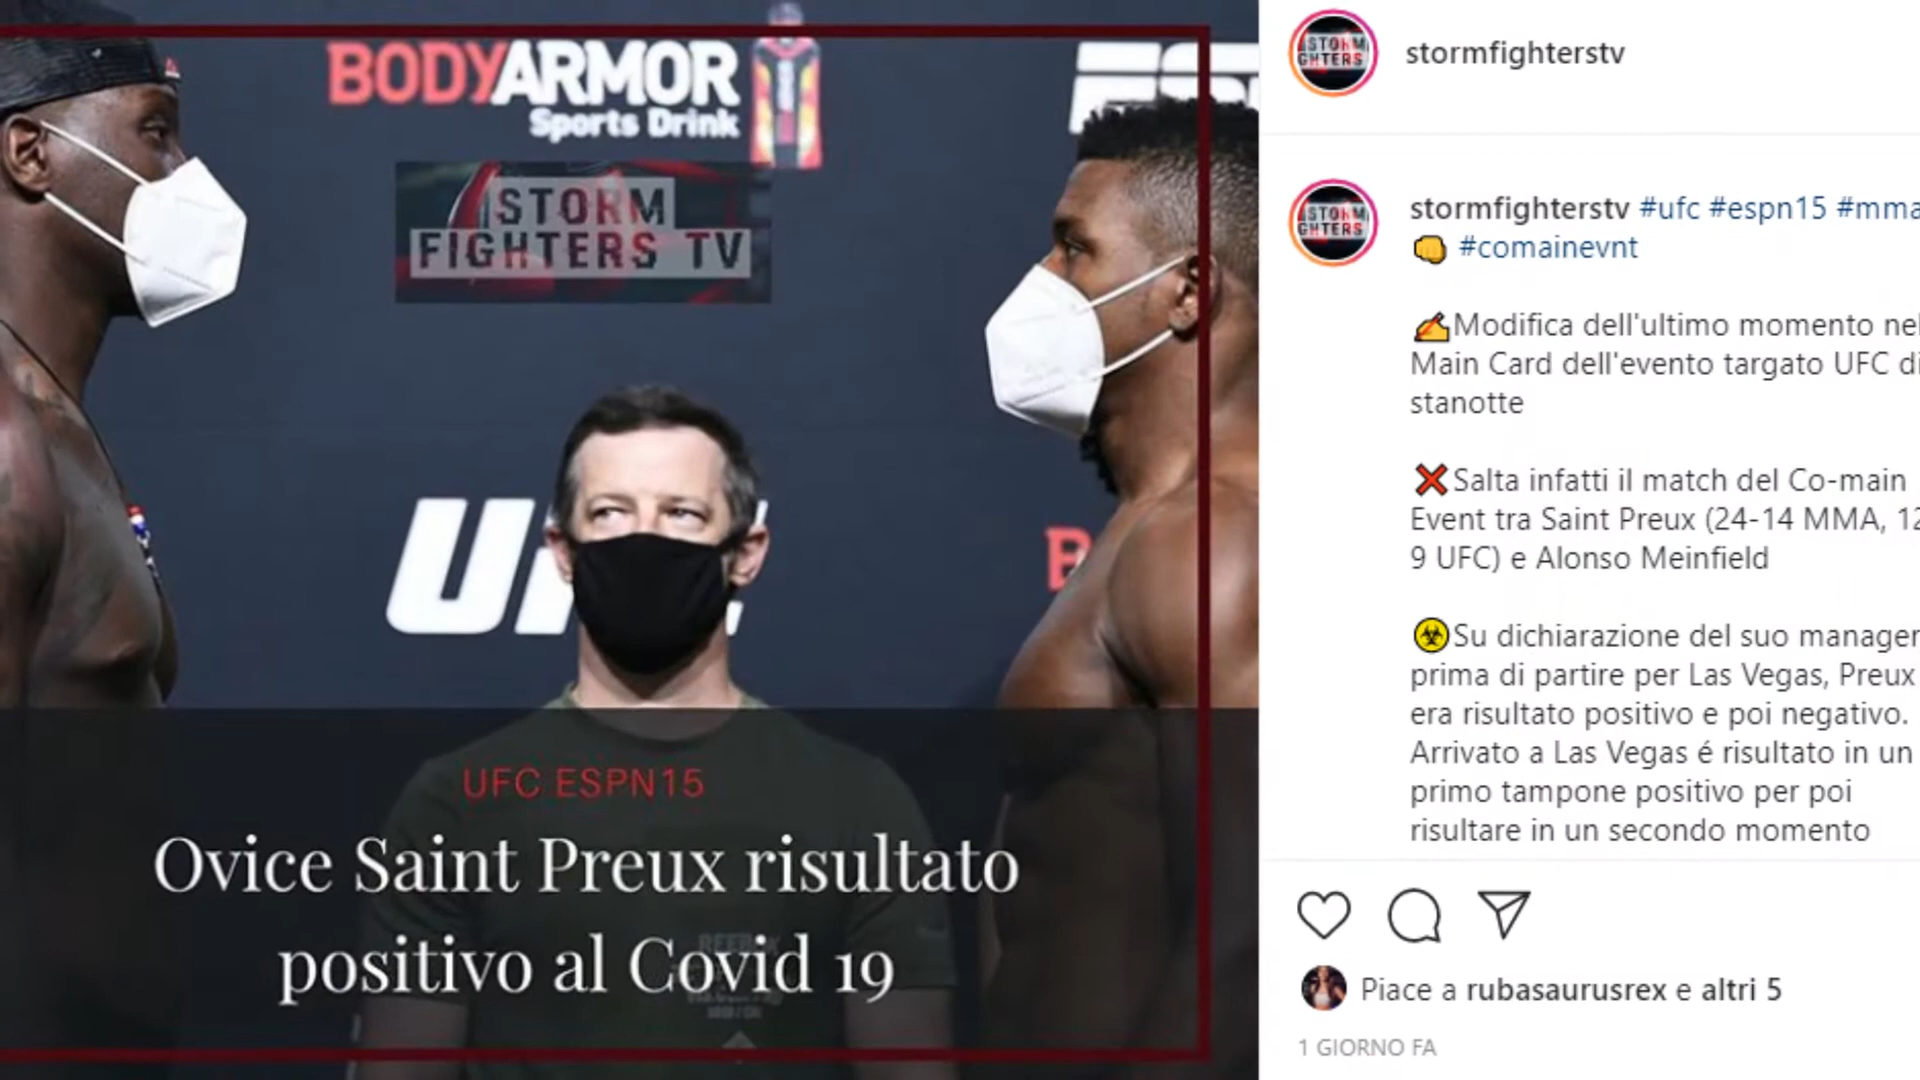 BODYARMOR
Sports Drink
STORM
FIGHTERS TV
UFC ESPN15
Ovice Saint Preux risultato
positivo al Covid 19
stormfighterstv
stormfighterstv #ufc #espn15 #mma
👊 #comainevnt
✍Modifica dell'ultimo momento nel
Main Card dell'evento targato UFC di
stanotte
❌Salta infatti il match del Co-main
Event tra Saint Preux (24-14 MMA, 12
9 UFC) e Alonso Meinfield
☣Su dichiarazione del suo manager
prima di partire per Las Vegas, Preux
era risultato positivo e poi negativo.
Arrivato a Las Vegas é risultato in un
primo tampone positivo per poi
risultare in un secondo momento
Piace a rubasaurusrex e altri 5
1 GIORNO FA